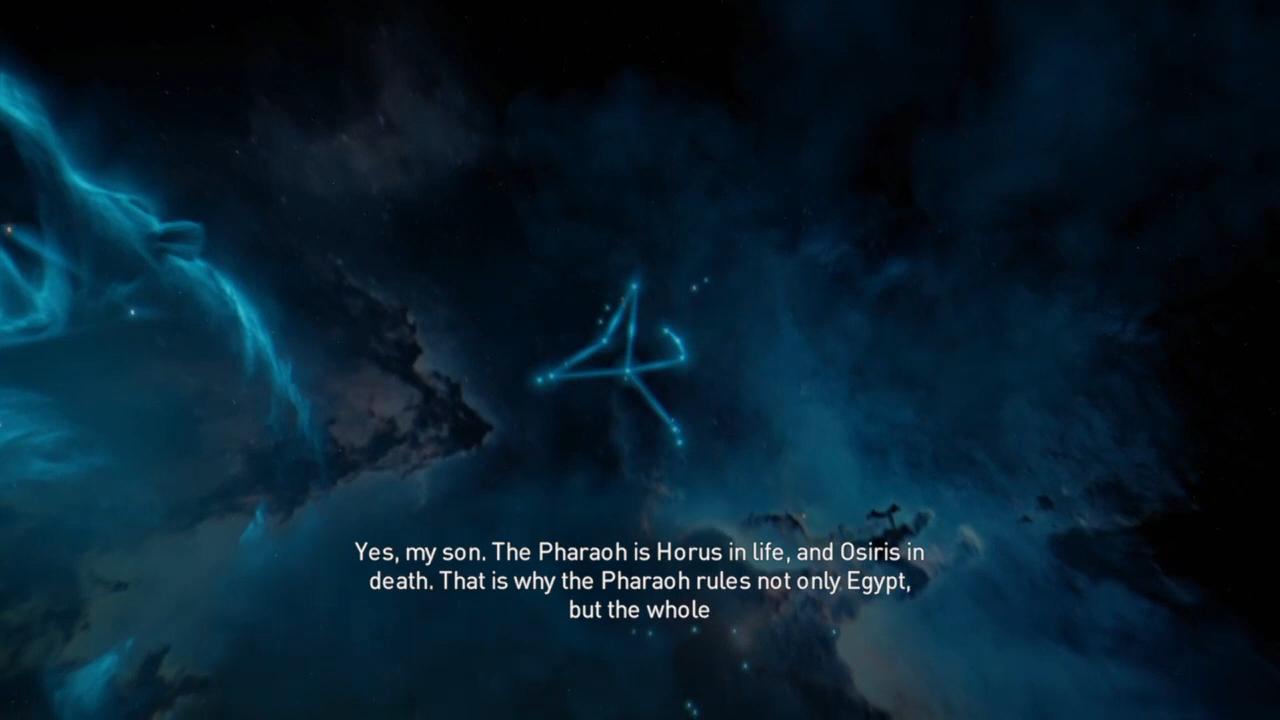 Yes, my son. The Pharaoh is Horus in life, and Osiris in
death. That is why the Pharaoh rules not only Egypt,
but the whole